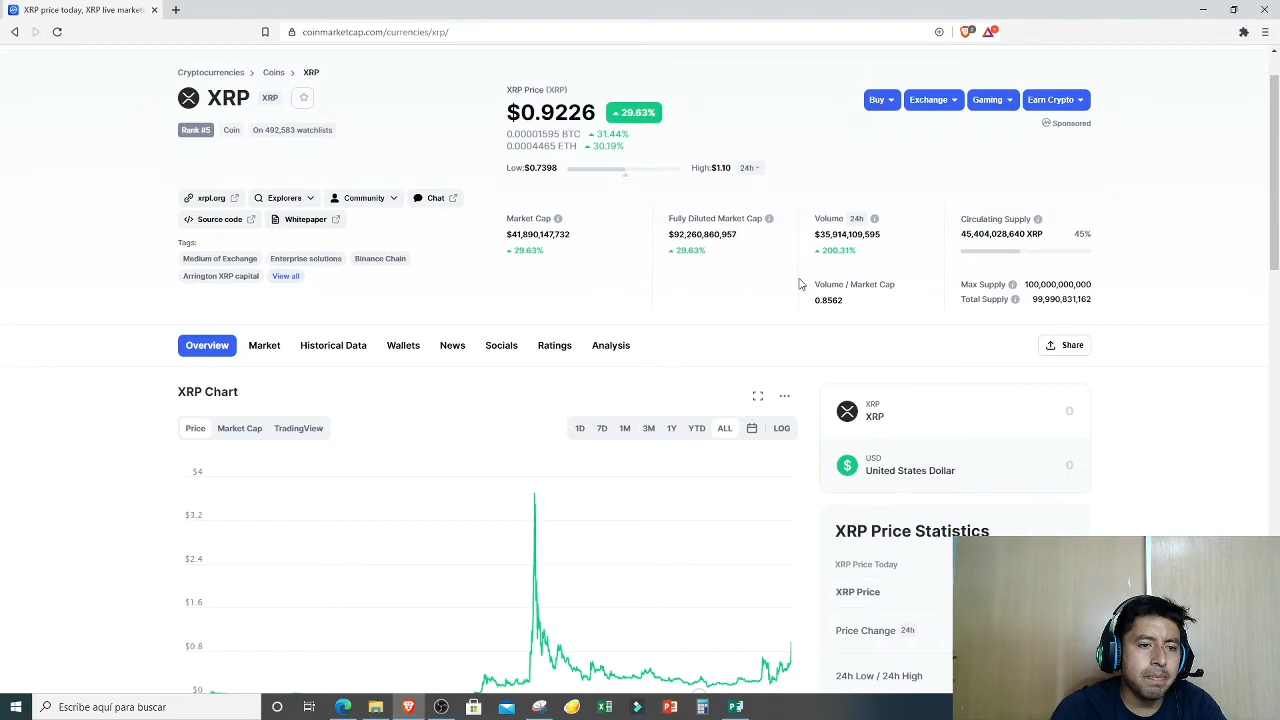 XRP price today, XRP live market
coinmarketcap.com/currencies/xrp/
Cryptocurrencies > Coins > XRP
XRP XRP
Rank #5 Coin On 492,583 watchlists
xrpl.org Explorers Community Chat
Source code Whitepaper
Tags:
Medium of Exchange Enterprise solutions Binance Chain
Arrington XRP capital View all
XRP Price (XRP)
$0.9226 29.63%
0.00001595 BTC 31.44%
0.0004465 ETH 30.19%
Low:$0.7398 High:$1.10 24h
Buy Exchange Gaming Earn Crypto
Sponsored
Market Cap
$41,890,147,732
29.63%
Fully Diluted Market Cap
$92,260,860,957
29.63%
Volume 24h
$35,914,109,595
200.31%
Volume / Market Cap
0.8562
Circulating Supply
45,404,028,640 XRP 45%
Max Supply 100,000,000,000
Total Supply 99,990,831,162
Overview Market Historical Data Wallets News Socials Ratings Analysis Share
XRP Chart
Price Market Cap TradingView
1D 7D 1M 3M 1Y YTD ALL LOG
$4
$3.2
$2.4
$1.6
$0.8
$0
XRP
XRP 0
USD
United States Dollar 0
XRP Price Statistics
XRP Price Today
XRP Price
Price Change 24h
24h Low / 24h High
Escribe aquí para buscar